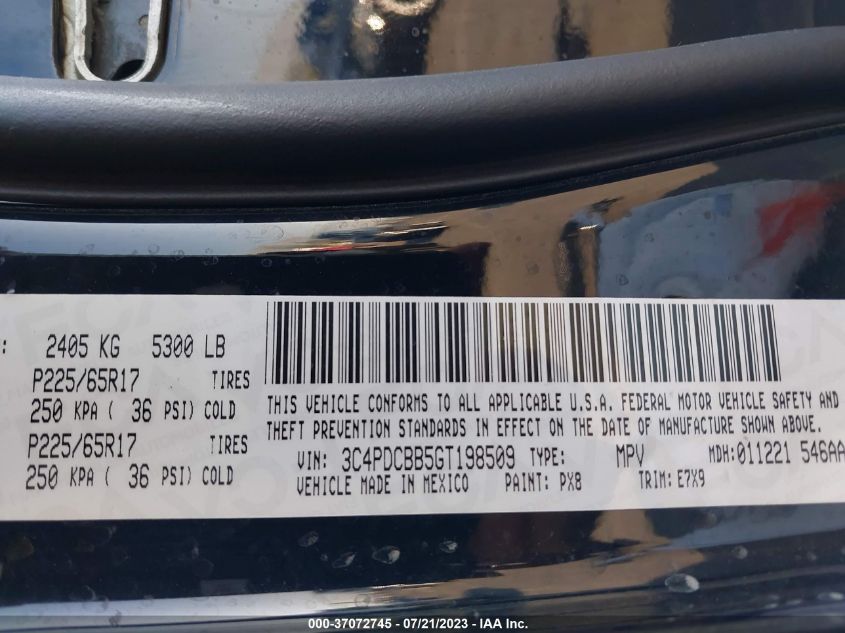 : 2405 KG 5300 LB
P225/65R17 TIRES
250 KPA ( 36 PSI) COLD
P225/65R17 TIRES
250 KPA ( 36 PSI) COLD
THIS VEHICLE CONFORMS TO ALL APPLICABLE U.S.A. FEDERAL MOTOR VEHICLE SAFETY AND
THEFT PREVENTION STANDARDS IN EFFECT ON THE DATE OF MANUFACTURE SHOWN ABOVE.
VIN: 3C4PDCBB5GT198509 TYPE: MPV MDH:011221 546AA
VEHICLE MADE IN MEXICO PAINT: PX8 TRIM: E7X9
000-37072745 - 07/21/2023 - IAA Inc.